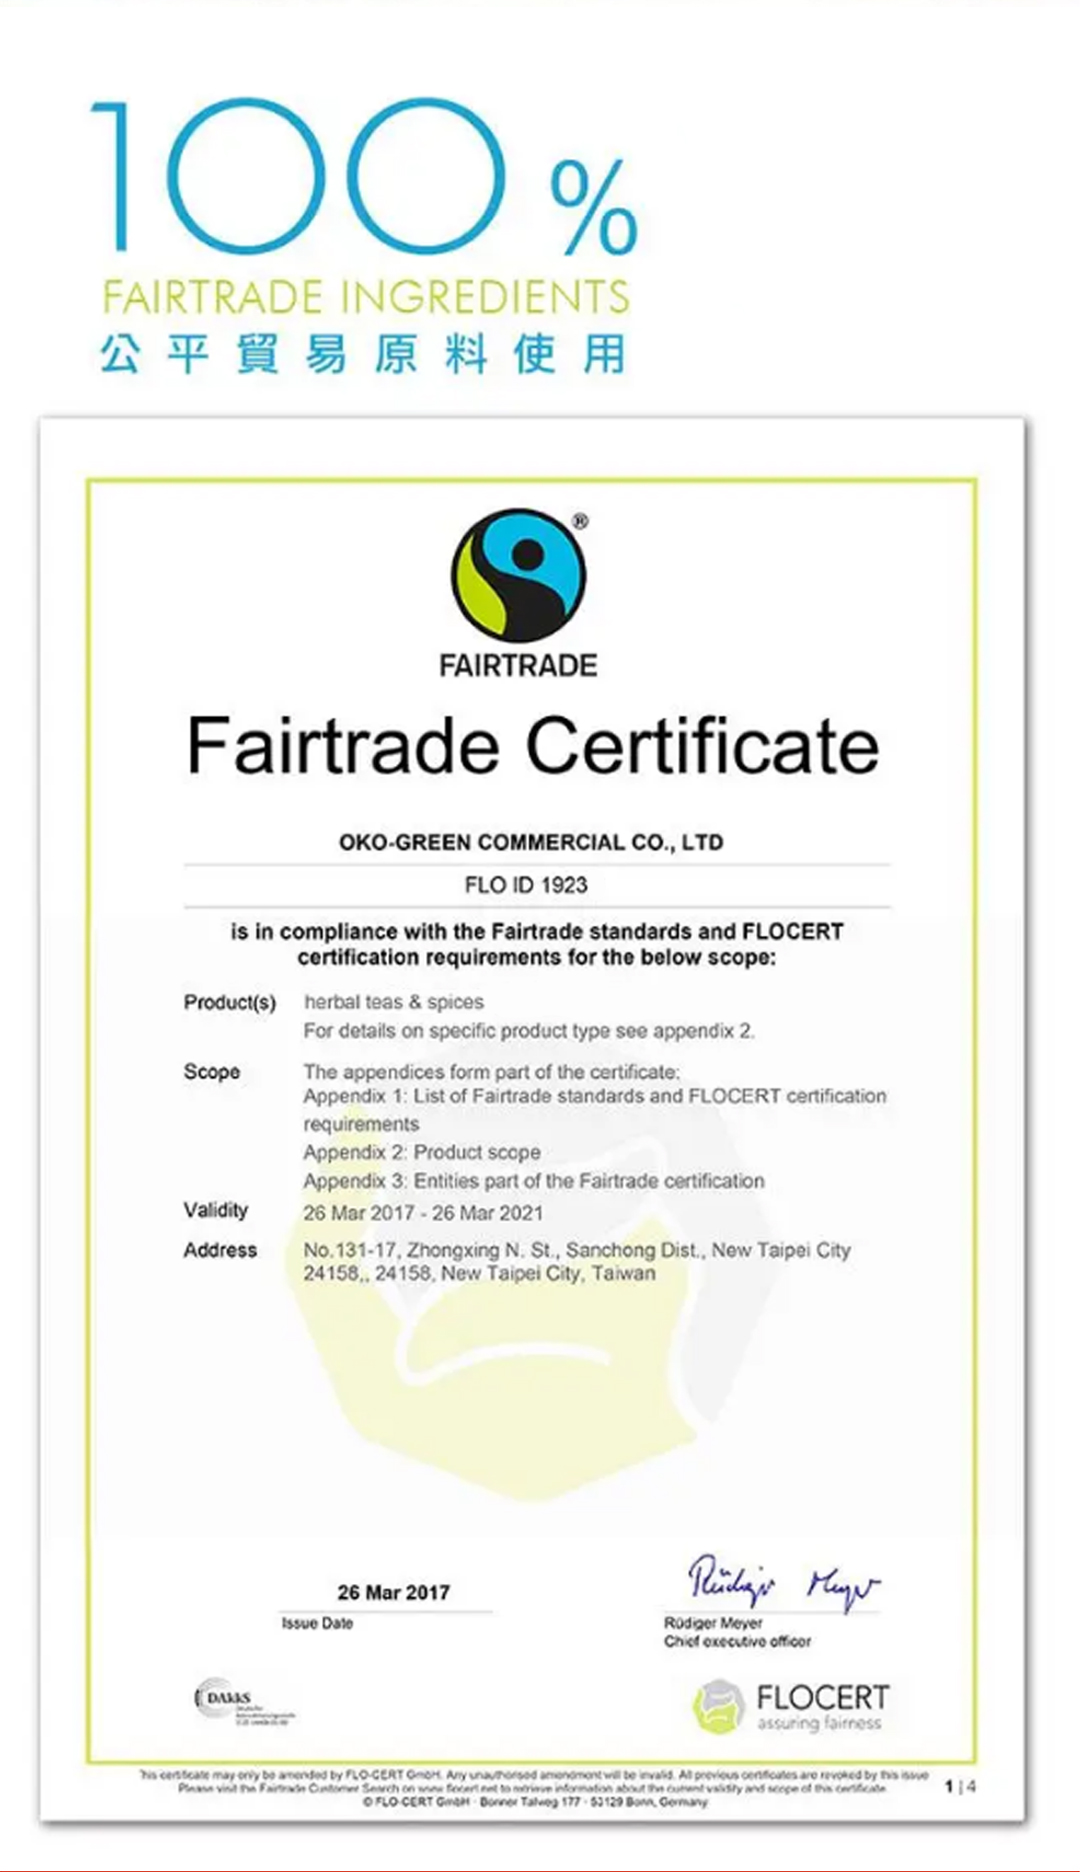 100 %
FAIRTRADE INGREDIENTS
公平貿易原料使用
®
FAIRTRADE
Fairtrade Certificate
OKO-GREEN COMMERCIAL CO., LTD
FLO ID 1923
is in compliance with the Fairtrade standards and FLOCERT
certification requirements for the below scope:
Product(s) herbal teas & spices
For details on specific product type see appendix 2.
Scope The appendices form part of the certificate:
Appendix 1: List of Fairtrade standards and FLOCERT certification
requirements
Appendix 2: Product scope
Appendix 3: Entities part of the Fairtrade certification
Validity 26 Mar 2017 - 26 Mar 2021
Address No.131-17, Zhongxing N. St., Sanchong Dist., New Taipei City
24158,, 24158, New Taipei City, Taiwan
26 Mar 2017
Issue Date
Rüdiger Meyer
Rüdiger Meyer
Chief executive officer
DAkkS
FLOCERT
assuring fairness
This certificate may only be amended by FLO-CERT GmbH. Any unauthorised amendment will be invalid. All previous certificates are revoked by this issue
Please visit the Fairtrade Customer Search on www.flocert.net to retrieve information about the current validity and scope of this certificate.
© FLO-CERT GmbH · Bonner Talweg 177 · 53129 Bonn, Germany
1 | 4